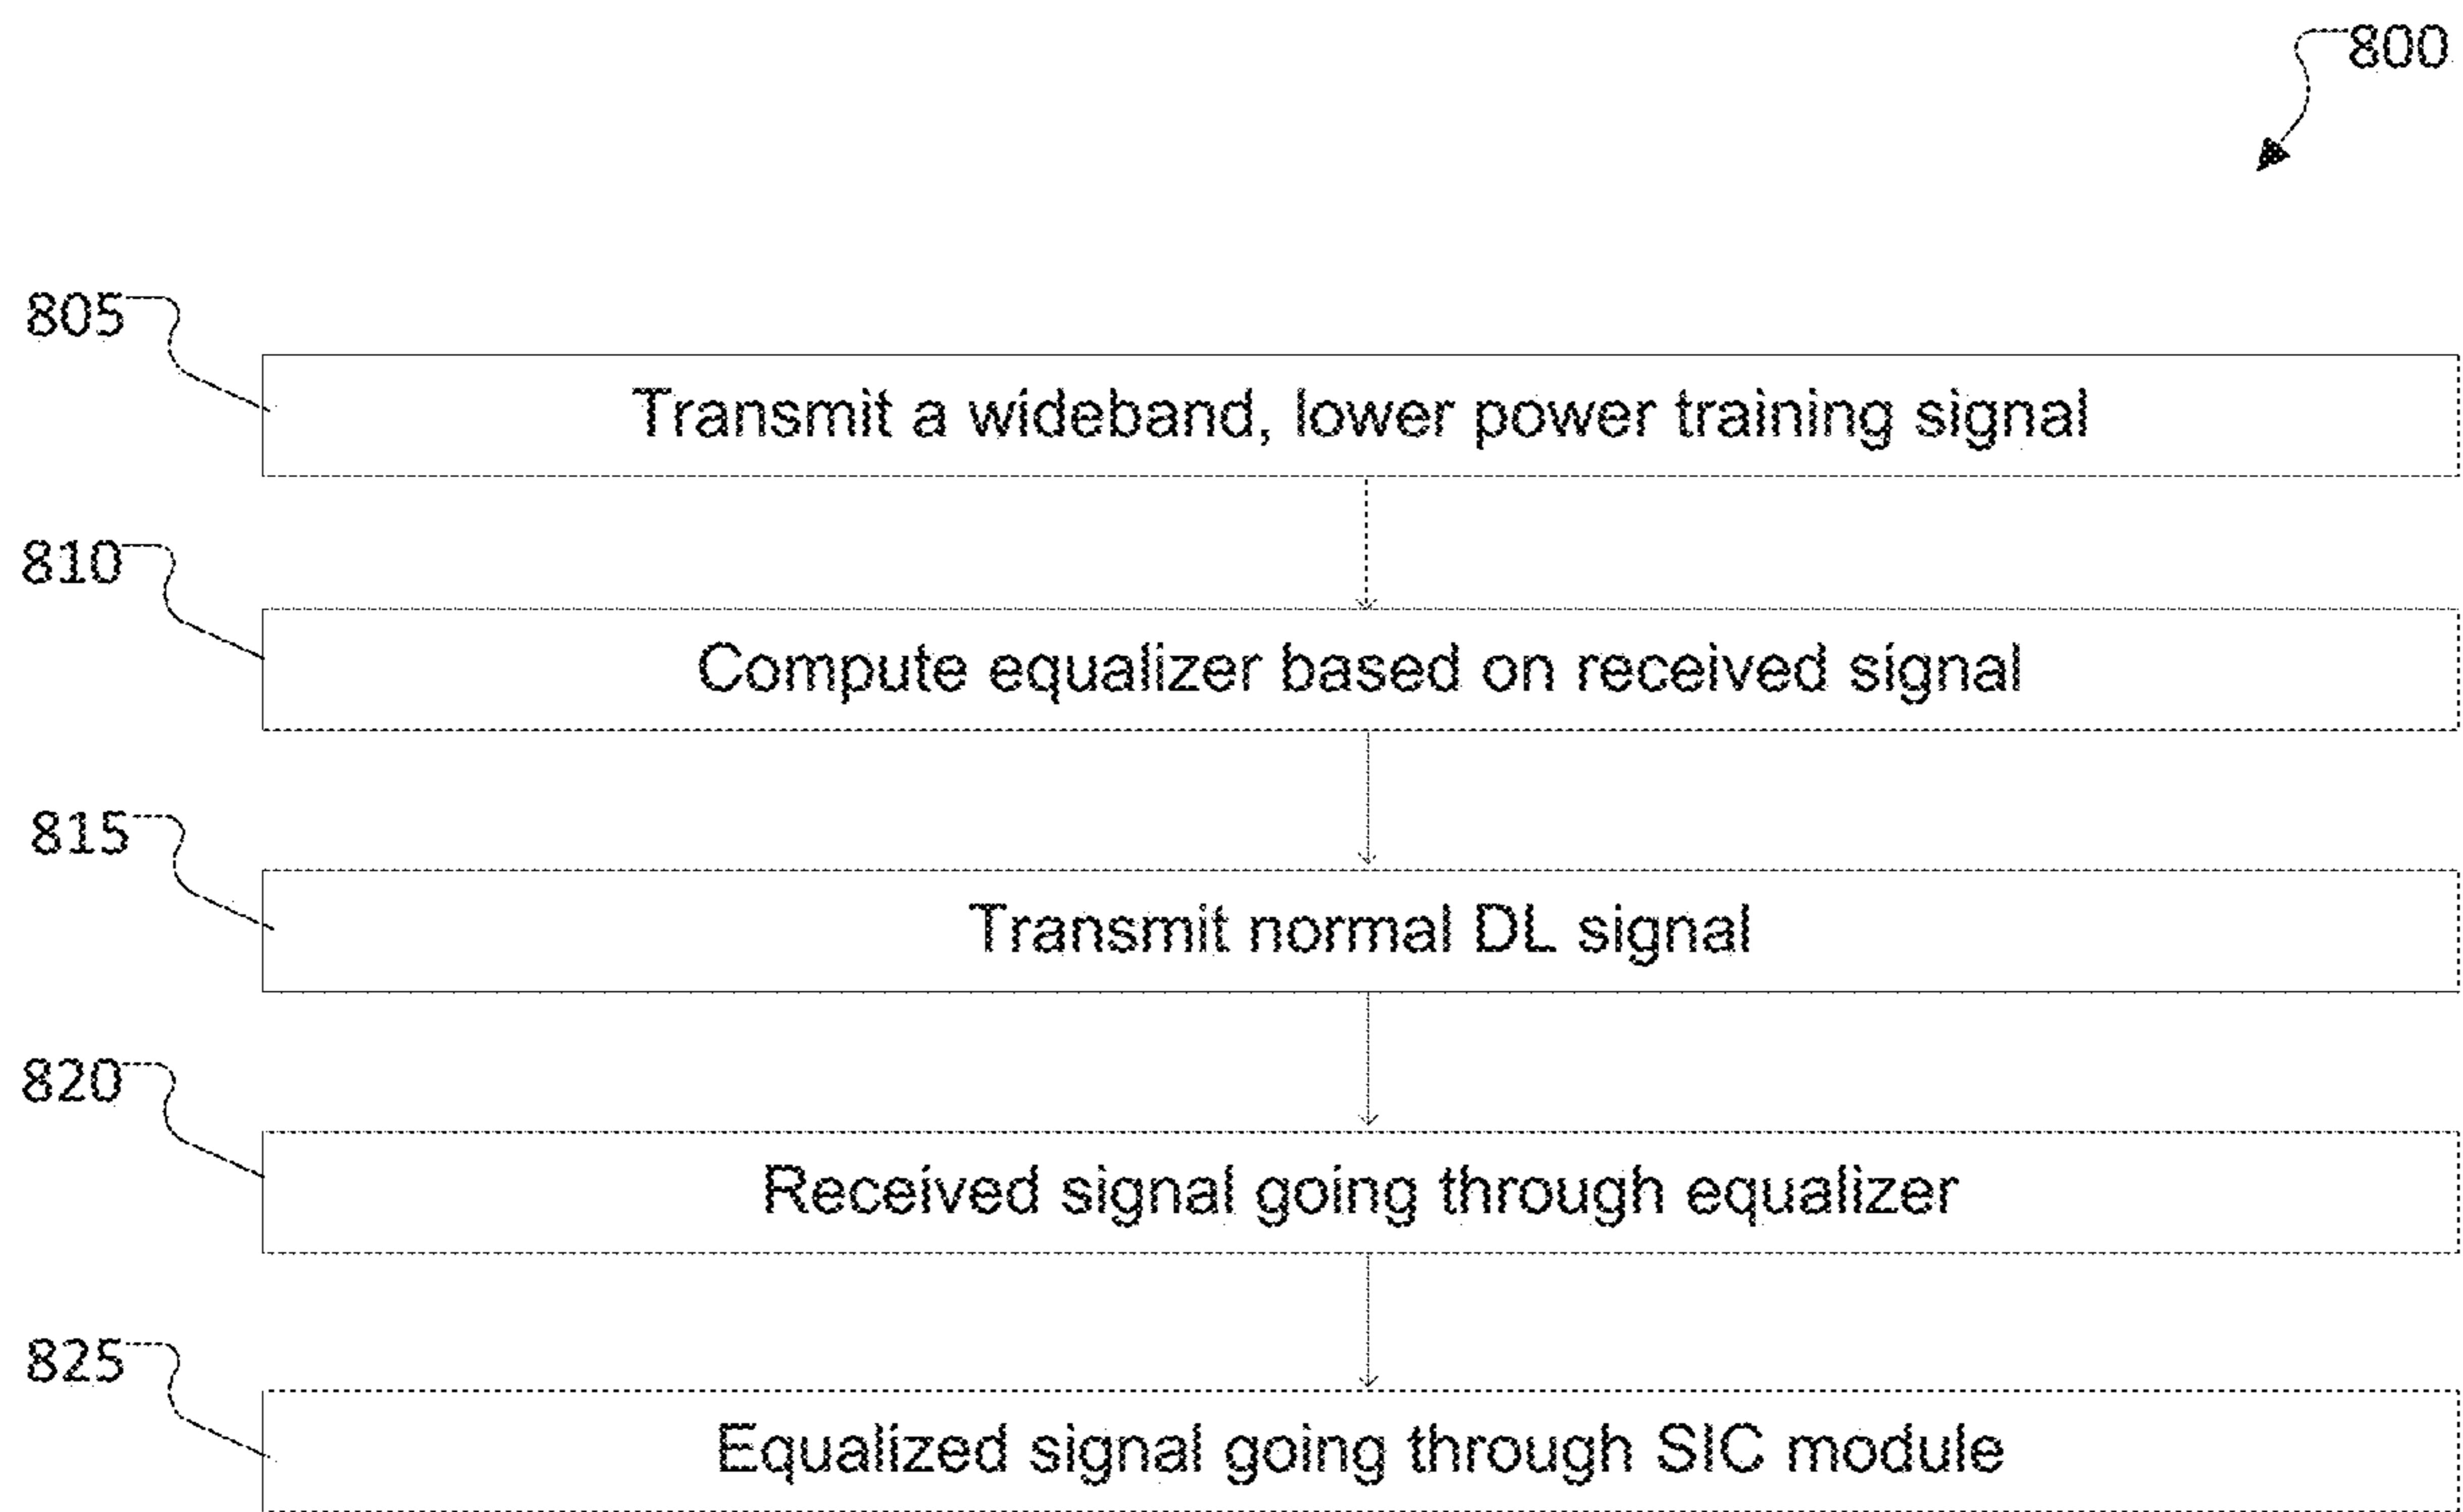 800
805
Transmit a wideband, lower power training signal
810
Compute equalizer based on received signal
815
Transmit normal DL signal
820
Received signal going through equalizer
825
Equalized signal going through SIC module